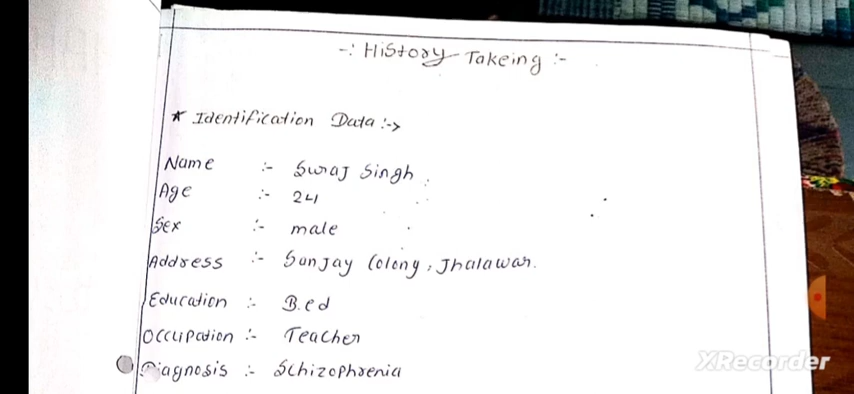 -: HiStory Takeing :-
* Identification Data :->
Name :- Suraj Singh.
Age :- 24
Sex :- male
Address :- Sanjay Colony, Jhalawar.
Education :- B.ed
Occupation :- Teacher
Diagnosis :- Schizophrenia
XRecorder